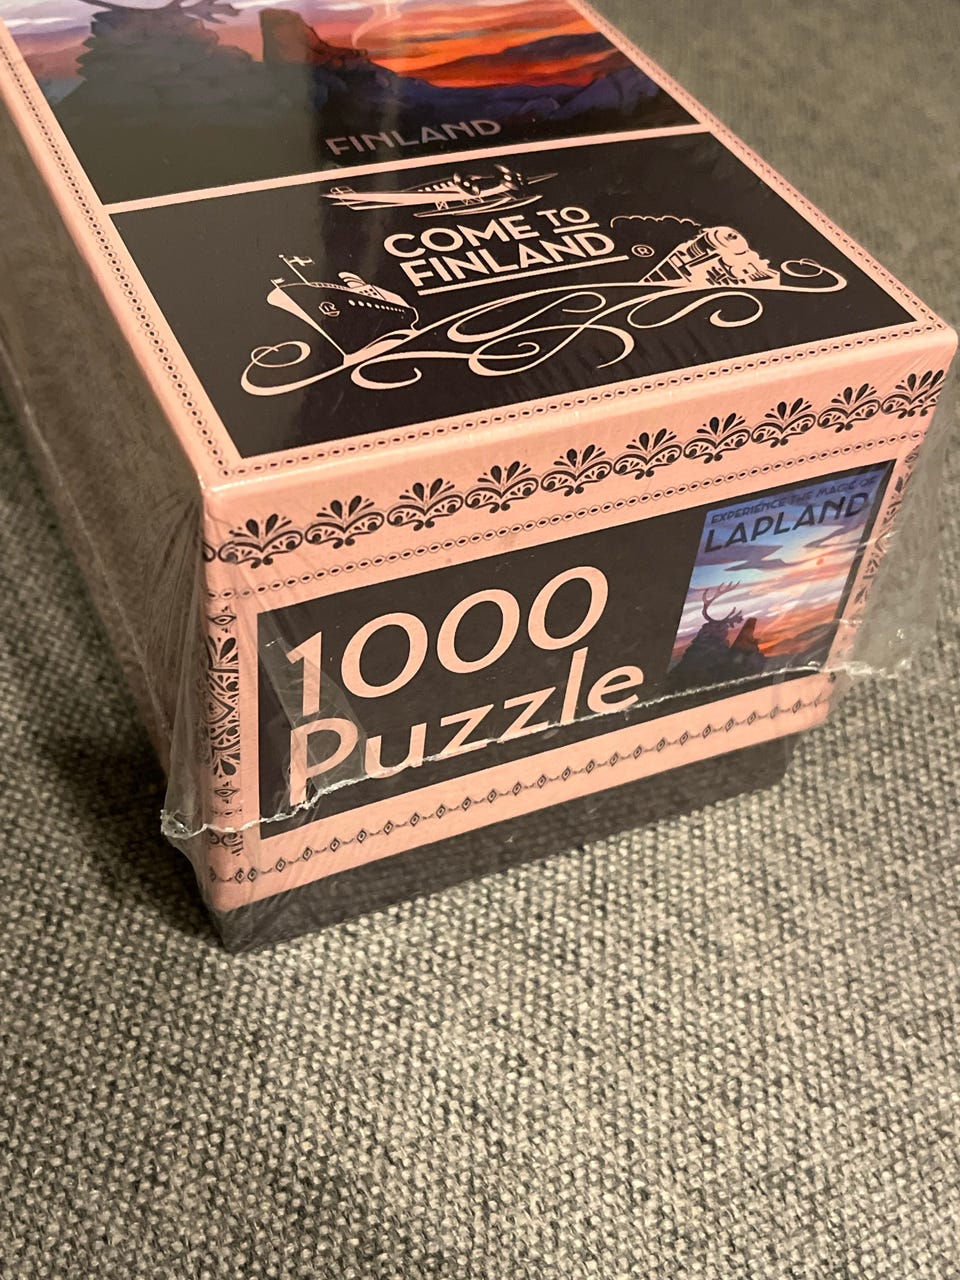 FINLAND
COME TO
FINLAND ®
EXPERIENCE THE MAGIC OF
LAPLAND
1000
Puzzle